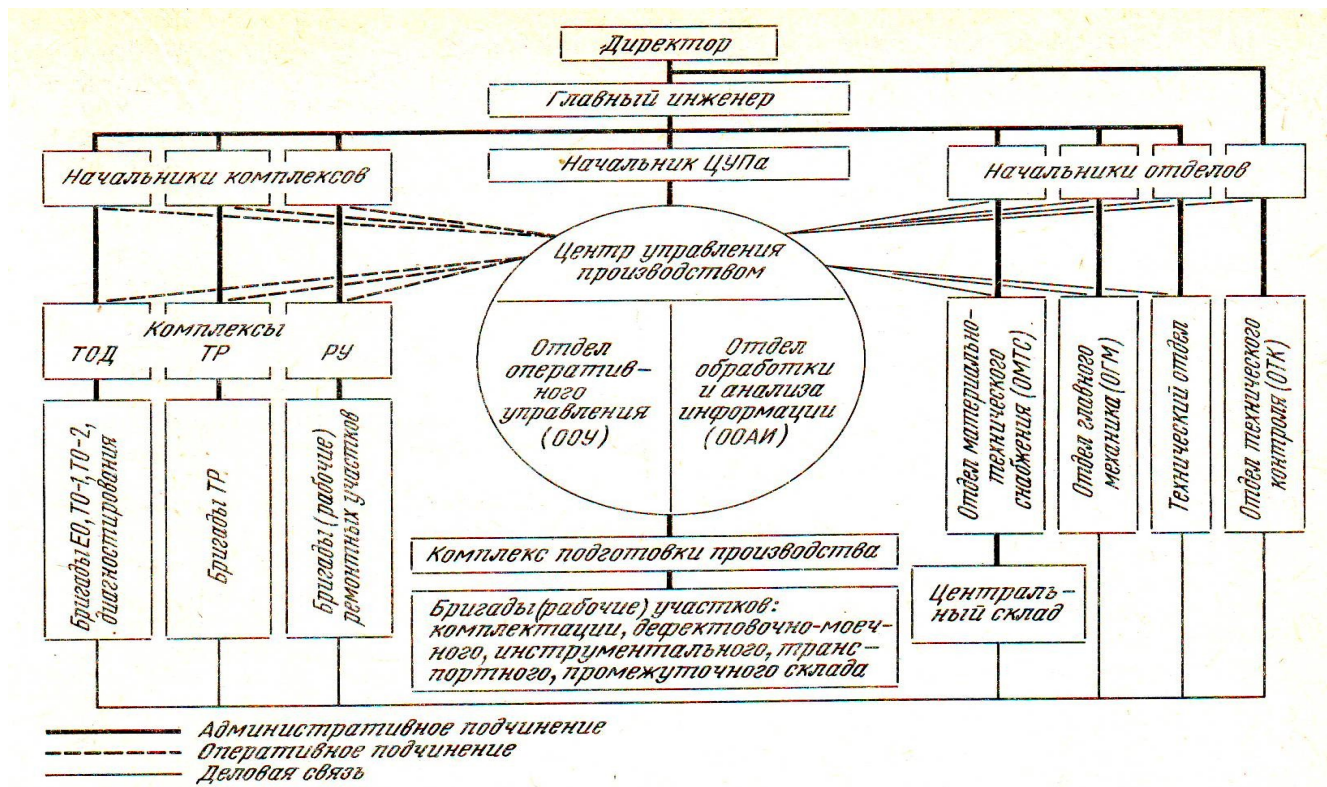 Директор
Главный инженер
Начальники комплексов
Начальник ЦУПа
Начальники отделов
Центр управления
производством
Отдел
оператив-
ного
управления
(ООУ)
Отдел
обработки
и анализа
информации
(ООАИ)
Комплексы
ТОД ТР РУ
Бригады ЕО, ТО-1, ТО-2,
диагностирования
Бригады ТР
Бригады (рабочие)
ремонтных участков
Отдел материально-
технического
снабжения (ОМТС)
Отдел главного
механика (ОГМ)
Технический отдел
Отдел технического
контроля (ОТК)
Комплекс подготовки производства
Бригады (рабочие) участков:
комплектации, дефектовочно-моеч-
ного, инструментального, транс-
портного, промежуточного склада
Централь-
ный склад
Административное подчинение
Оперативное подчинение
Деловая связь